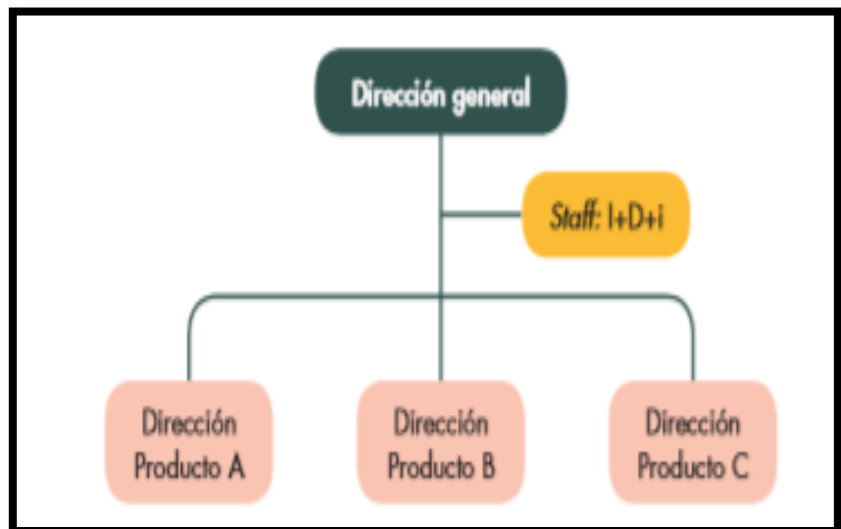 Dirección general
Staff: I+D+i
Dirección
Producto A
Dirección
Producto B
Dirección
Producto C